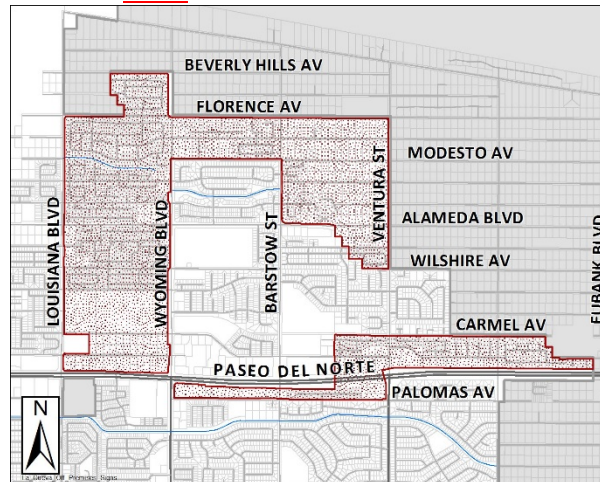 BEVERLY HILLS AV
FLORENCE AV
MODESTO AV
VENTURA ST
ALAMEDA BLVD
WILSHIRE AV
LOUISIANA BLVD
WYOMING BLVD
BARSTOW ST
EUBANK BLVD
CARMEL AV
PASEO DEL NORTE
PALOMAS AV
N
La_Cueva_Off_Premises_Signs